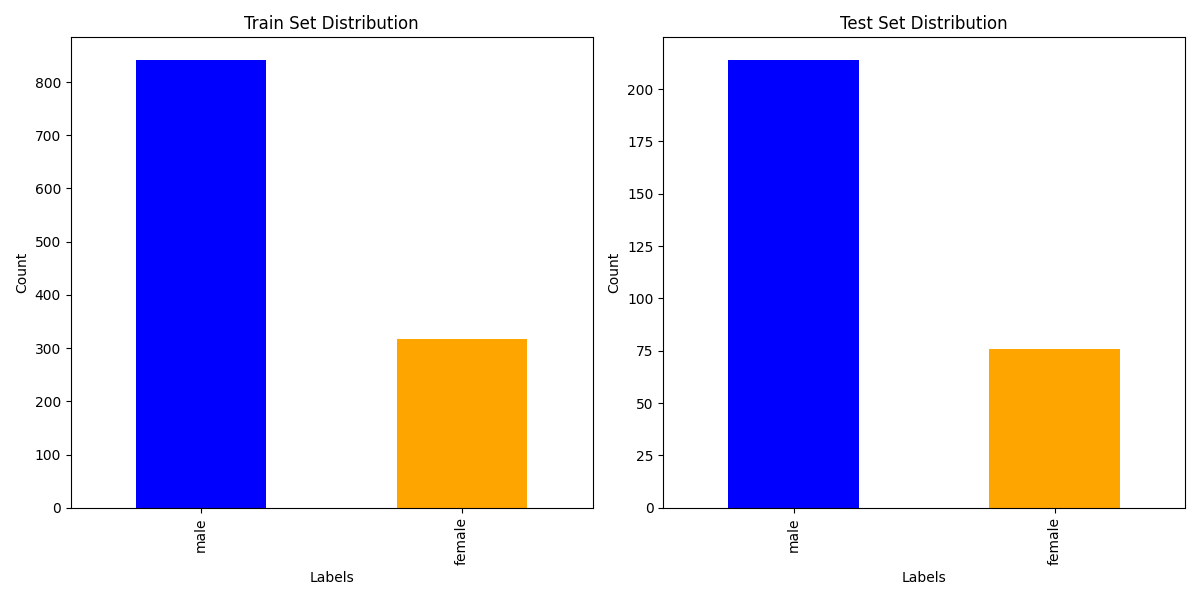 Train Set Distribution
Count
800
700
600
500
400
300
200
100
0
male
female
Labels
Test Set Distribution
Count
200
175
150
125
100
75
50
25
0
male
female
Labels